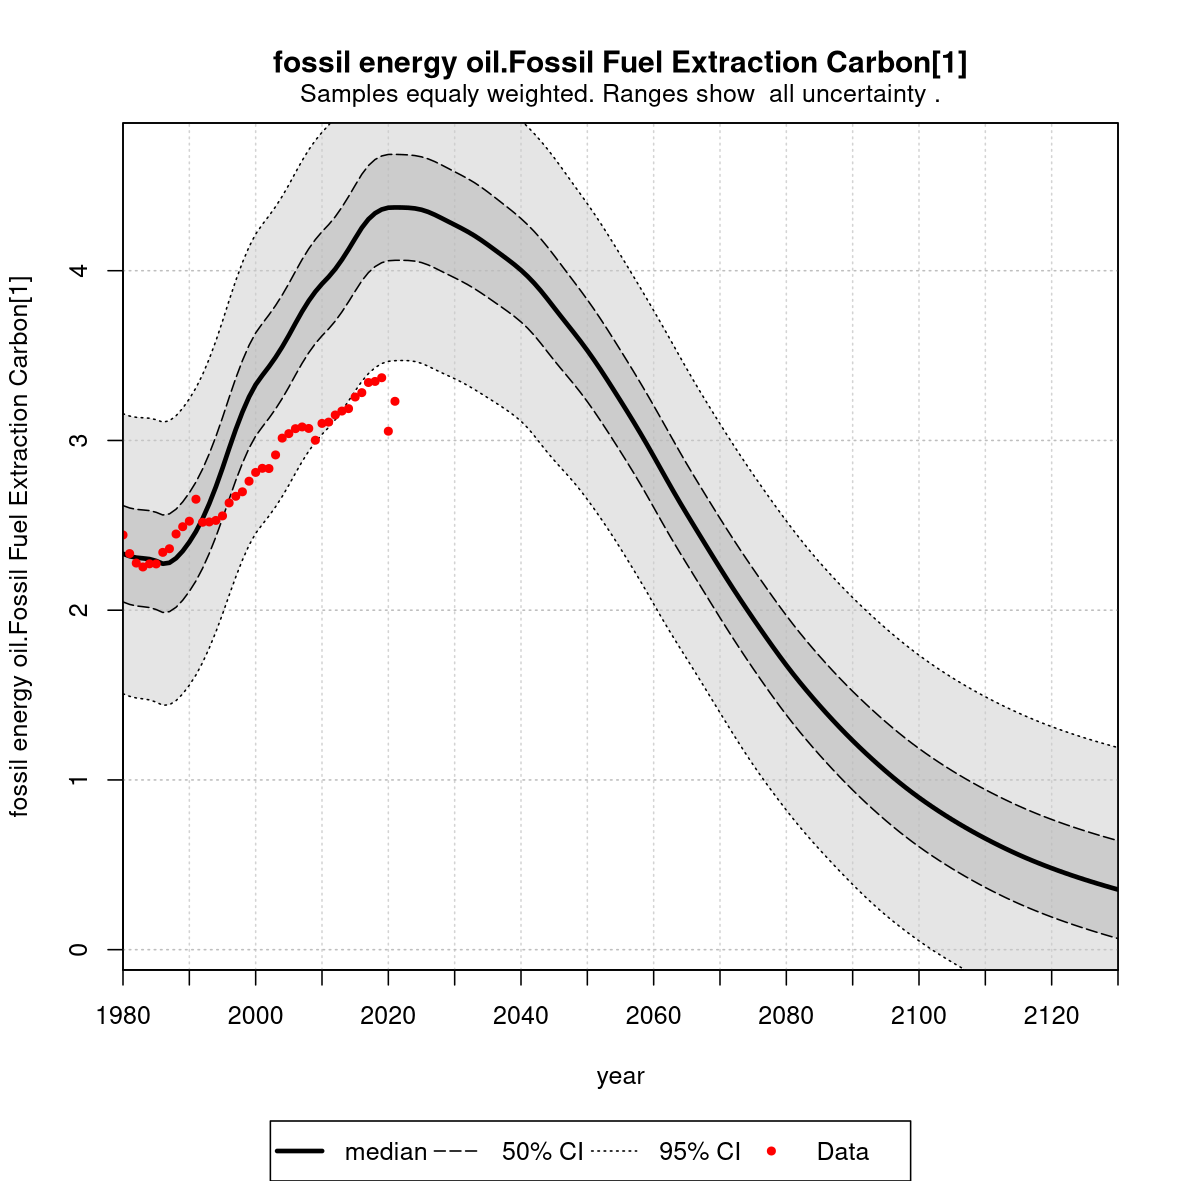 fossil energy oil.Fossil Fuel Extraction Carbon[1]
Samples equaly weighted. Ranges show  all uncertainty .
fossil energy oil.Fossil Fuel Extraction Carbon[1]
4
3
2
1
0
1980 2000 2020 2040 2060 2080 2100 2120
year
median 50% CI 95% CI Data